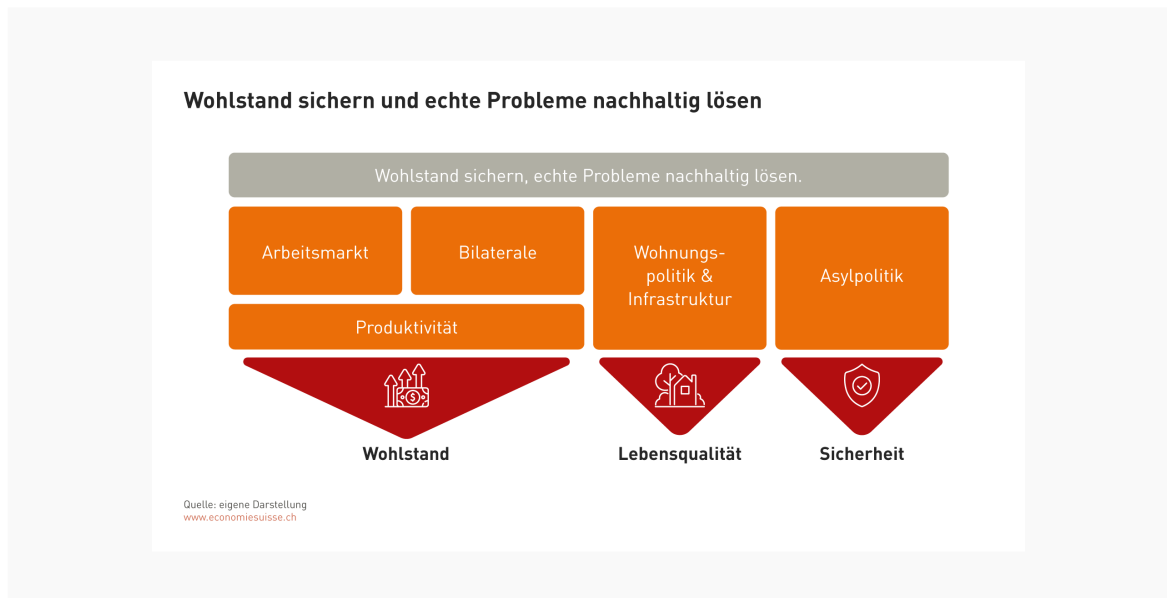 Wohlstand sichern und echte Probleme nachhaltig lösen
Wohlstand sichern, echte Probleme nachhaltig lösen.
Arbeitsmarkt
Bilaterale
Produktivität
Wohnungs-
politik &
Infrastruktur
Asylpolitik
$
Wohlstand
Lebensqualität
Sicherheit
Quelle: eigene Darstellung
www.economiesuisse.ch